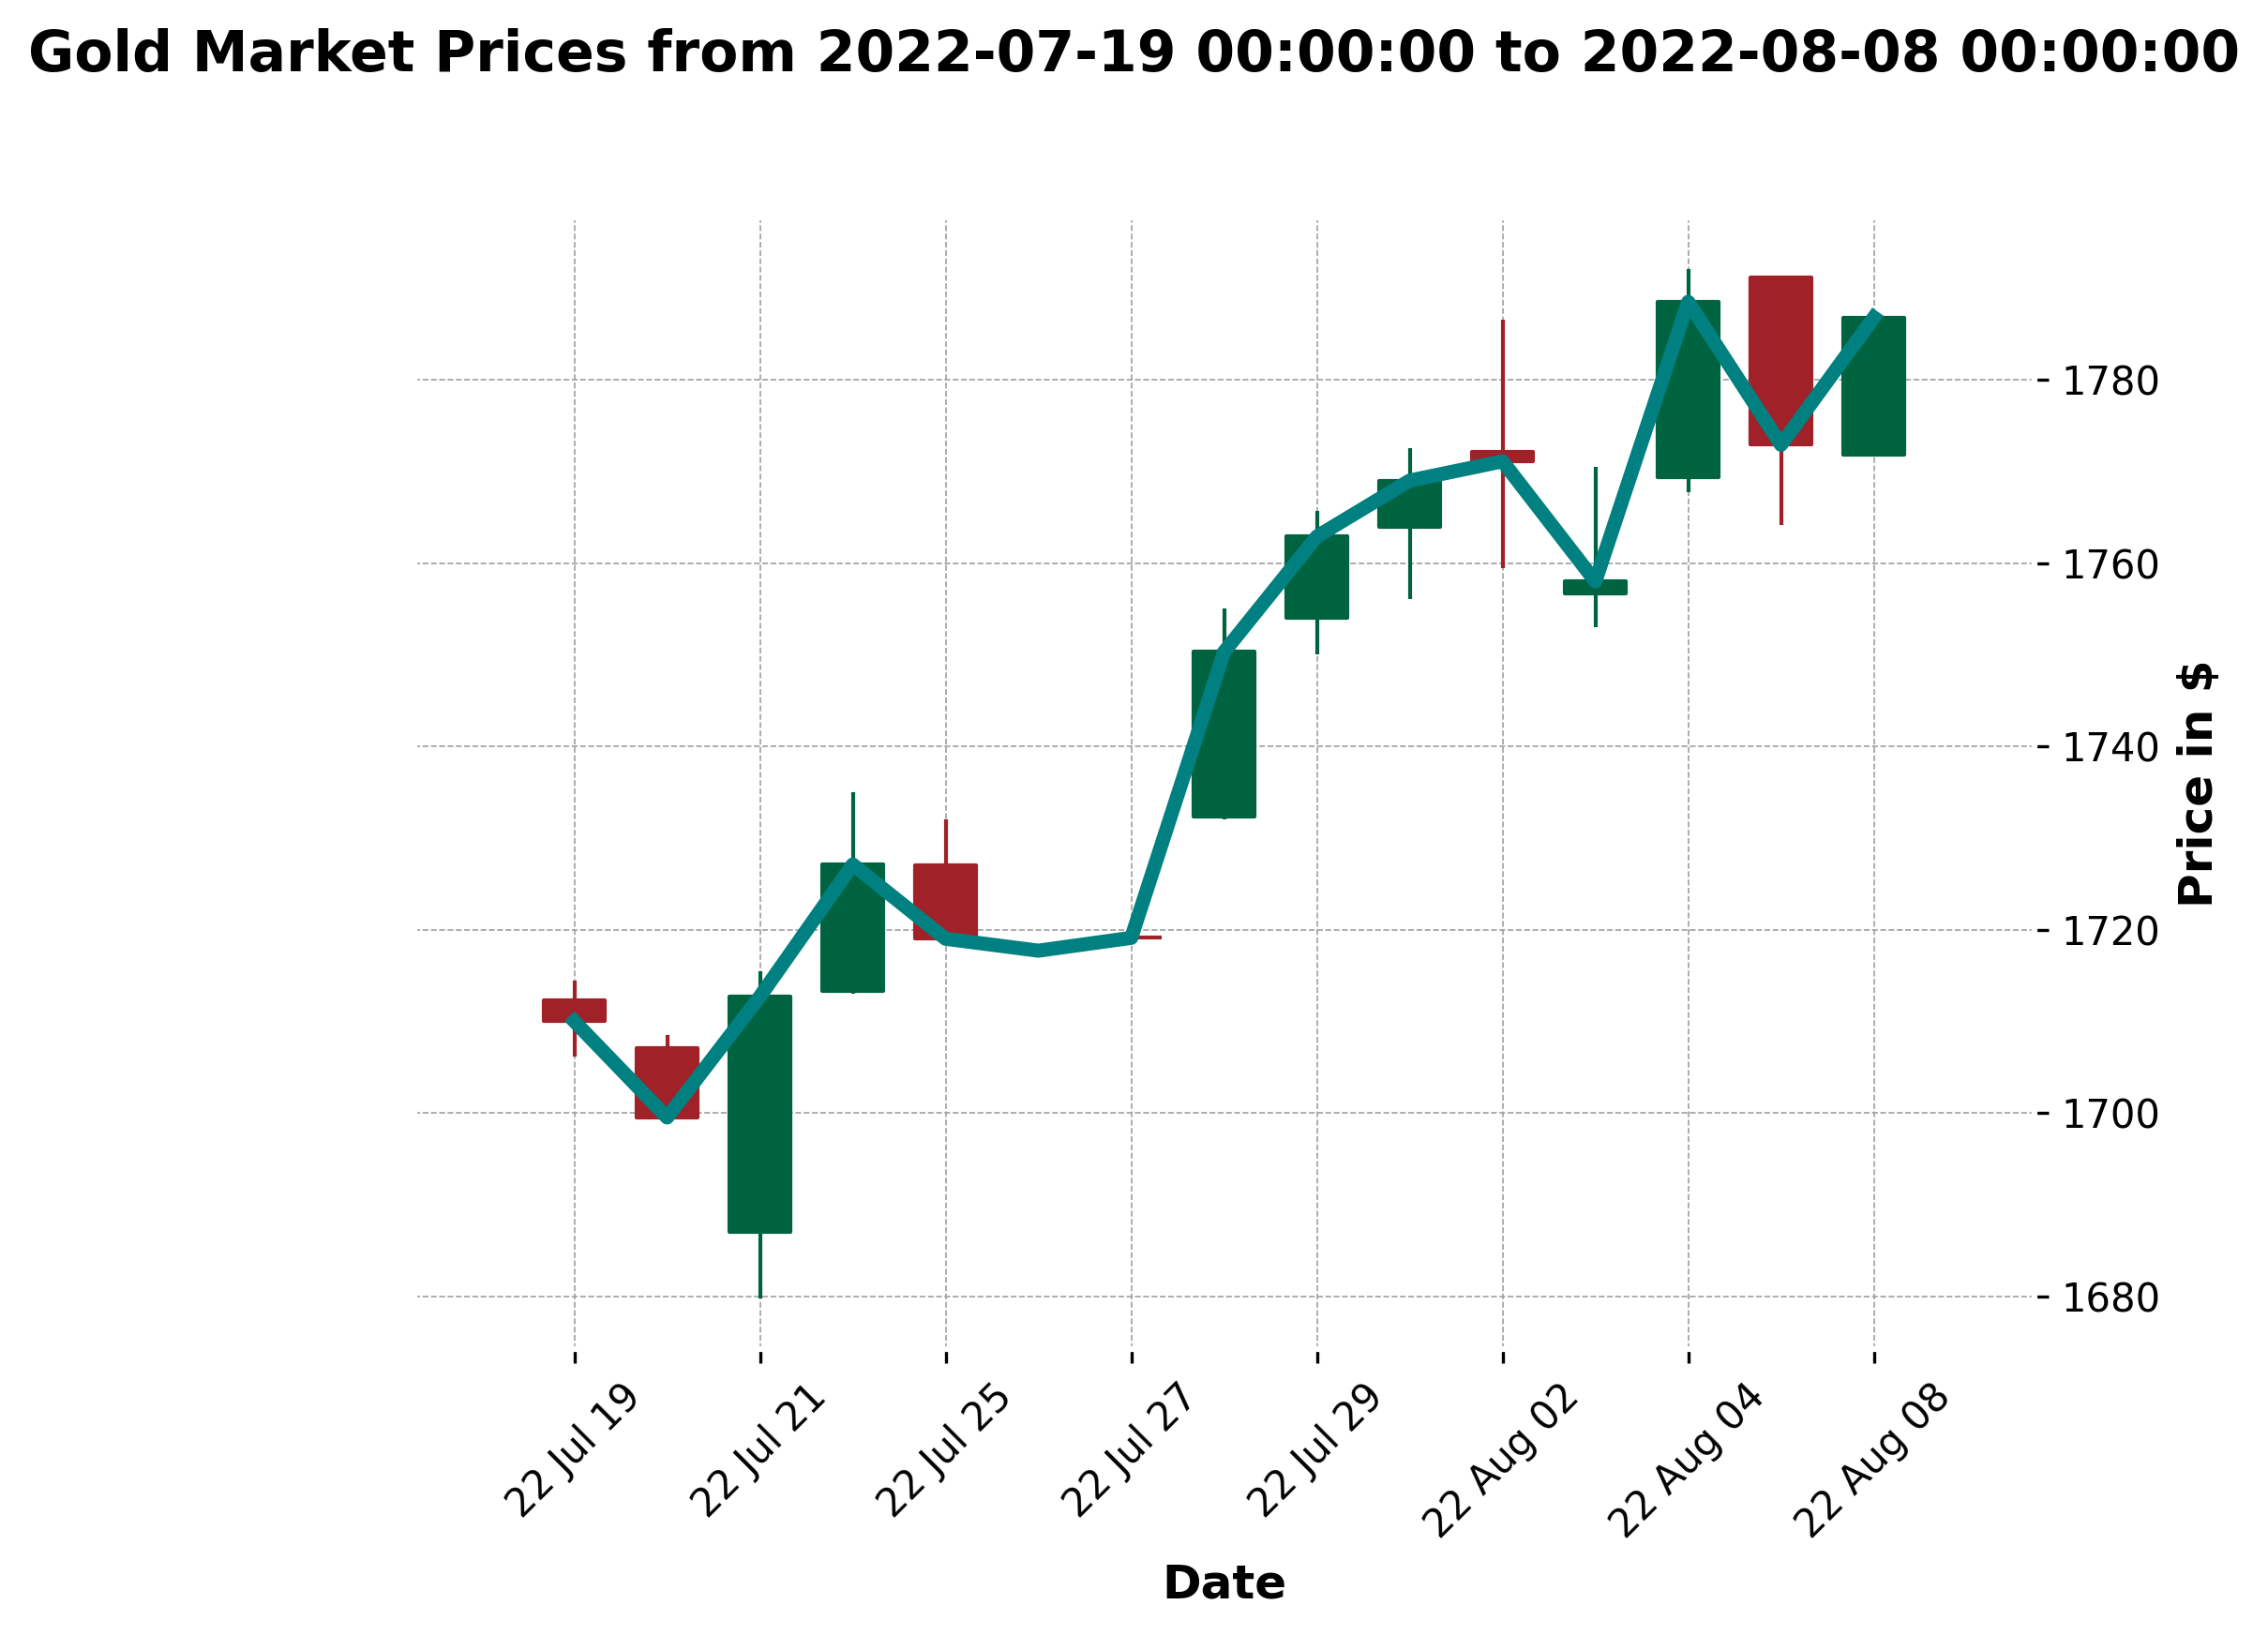 Gold Market Prices from 2022-07-19 00:00:00 to 2022-08-08 00:00:00
1780
1760
1740
1720
1700
1680
Price in $
22 Jul 19
22 Jul 21
22 Jul 25
22 Jul 27
22 Jul 29
22 Aug 02
22 Aug 04
22 Aug 08
Date